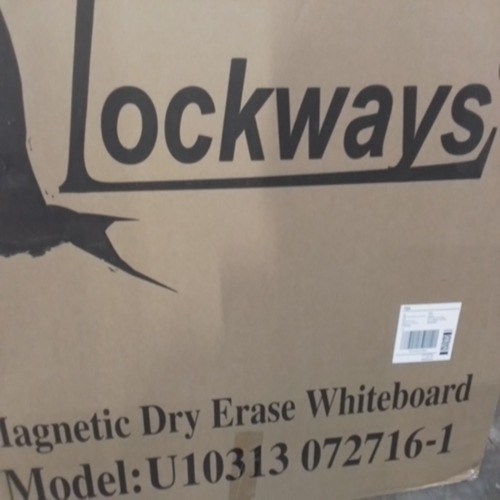 Lockways
Magnetic Dry Erase Whiteboard
Model:U10313 072716-1